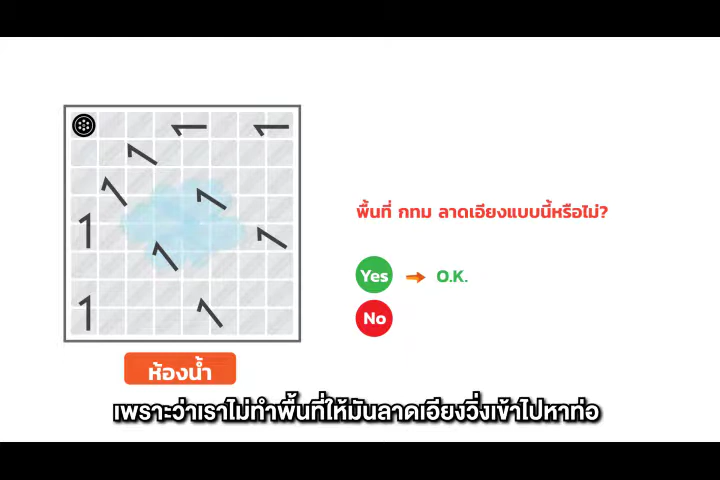 พื้นที่ กทม ลาดเอียงแบบนี้หรือไม่?
Yes O.K.
No
ห้องน้ำ
เพราะว่าเราไม่ทำพื้นที่ให้มันลาดเอียงวิ่งเข้าไปหาท่อ